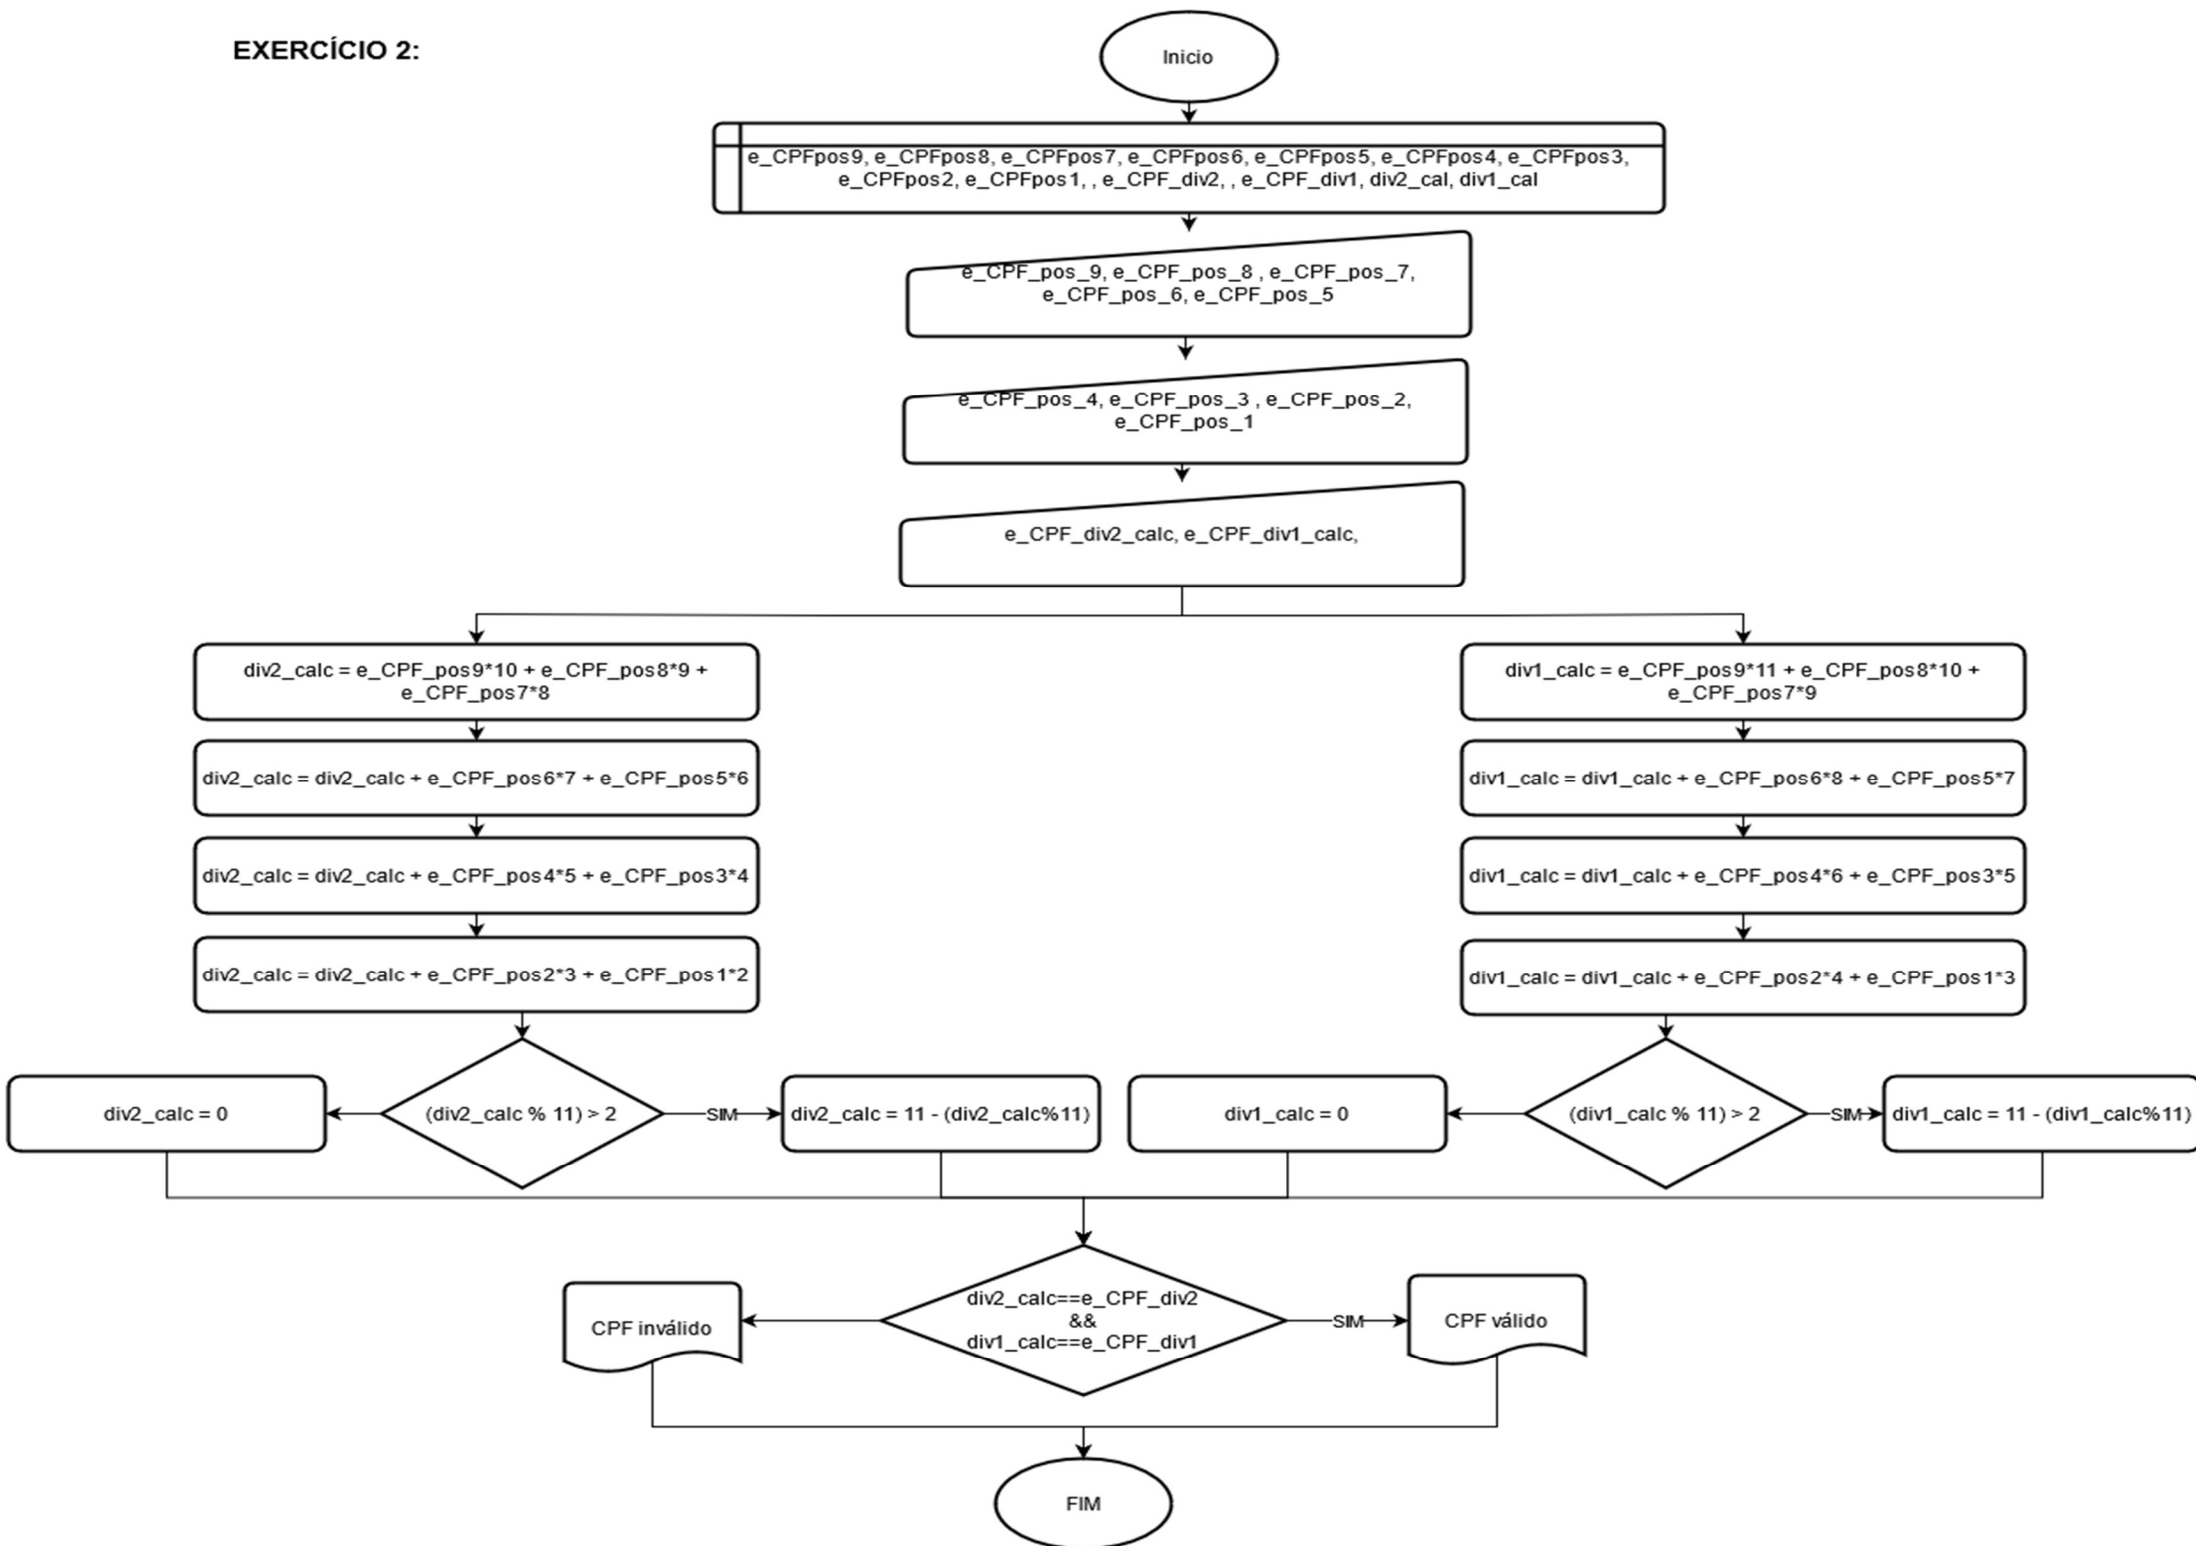 EXERCÍCIO 2:
Inicio
e_CPFpos9, e_CPFpos8, e_CPFpos7, e_CPFpos6, e_CPFpos5, e_CPFpos4, e_CPFpos3,
e_CPFpos2, e_CPFpos1, , e_CPF_div2, , e_CPF_div1, div2_cal, div1_cal
e_CPF_pos_9, e_CPF_pos_8 , e_CPF_pos_7,
e_CPF_pos_6, e_CPF_pos_5
e_CPF_pos_4, e_CPF_pos_3 , e_CPF_pos_2,
e_CPF_pos_1
e_CPF_div2_calc, e_CPF_div1_calc,
div2_calc = e_CPF_pos9*10 + e_CPF_pos8*9 +
e_CPF_pos7*8
div2_calc = div2_calc + e_CPF_pos6*7 + e_CPF_pos5*6
div2_calc = div2_calc + e_CPF_pos4*5 + e_CPF_pos3*4
div2_calc = div2_calc + e_CPF_pos2*3 + e_CPF_pos1*2
div1_calc = e_CPF_pos9*11 + e_CPF_pos8*10 +
e_CPF_pos7*9
div1_calc = div1_calc + e_CPF_pos6*8 + e_CPF_pos5*7
div1_calc = div1_calc + e_CPF_pos4*6 + e_CPF_pos3*5
div1_calc = div1_calc + e_CPF_pos2*4 + e_CPF_pos1*3
div2_calc = 0
(div2_calc % 11) > 2
SIM
div2_calc = 11 - (div2_calc%11)
div1_calc = 0
(div1_calc % 11) > 2
SIM
div1_calc = 11 - (div1_calc%11)
CPF inválido
div2_calc==e_CPF_div2
&&
div1_calc==e_CPF_div1
SIM
CPF válido
FIM